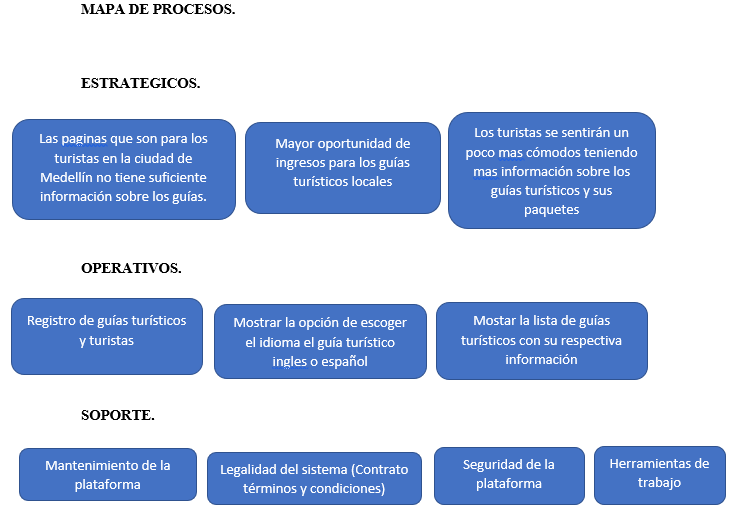 MAPA DE PROCESOS.
ESTRATEGICOS.
Las paginas que son para los
turistas en la ciudad de
Medellín no tiene suficiente
información sobre los guías.
Mayor oportunidad de
ingresos para los guías
turísticos locales
Los turistas se sentirán un
poco mas cómodos teniendo
mas información sobre los
guías turísticos y sus
paquetes
OPERATIVOS.
Registro de guías turísticos
y turistas
Mostrar la opción de escoger
el idioma el guía turístico
ingles o español
Mostar la lista de guías
turísticos con su respectiva
información
SOPORTE.
Mantenimiento de la
plataforma
Legalidad del sistema (Contrato
términos y condiciones)
Seguridad de la
plataforma
Herramientas de
trabajo